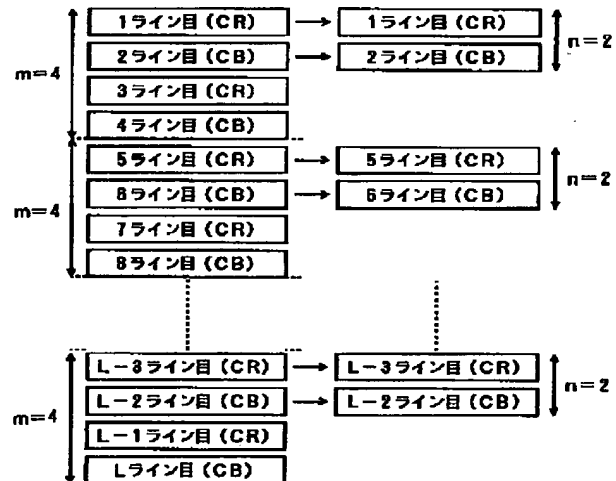 1ライン目(CR) 1ライン目(CR)
n=2
2ライン目(CB) 2ライン目(CB)
m=4
3ライン目(CR)
4ライン目(CB)
5ライン目(CR) 5ライン目(CR)
n=2
6ライン目(CB) 6ライン目(CB)
m=4
7ライン目(CR)
8ライン目(CB)
L-3ライン目(CR) L-3ライン目(CR)
n=2
L-2ライン目(CB) L-2ライン目(CB)
m=4
L-1ライン目(CR)
Lライン目(CB)